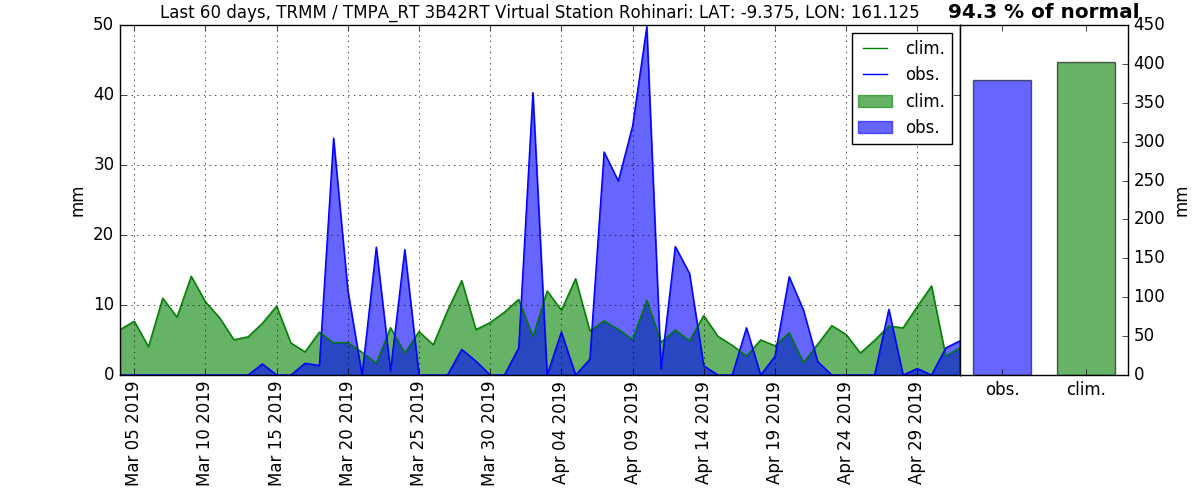 Last 60 days, TRMM / TMPA_RT 3B42RT Virtual Station Rohinari: LAT: -9.375, LON: 161.125
94.3 % of normal
50
40
30
20
10
0
mm
clim.
obs.
clim.
obs.
Mar 05 2019
Mar 10 2019
Mar 15 2019
Mar 20 2019
Mar 25 2019
Mar 30 2019
Apr 04 2019
Apr 09 2019
Apr 14 2019
Apr 19 2019
Apr 24 2019
Apr 29 2019
450
400
350
300
250
200
150
100
50
0
mm
obs.
clim.